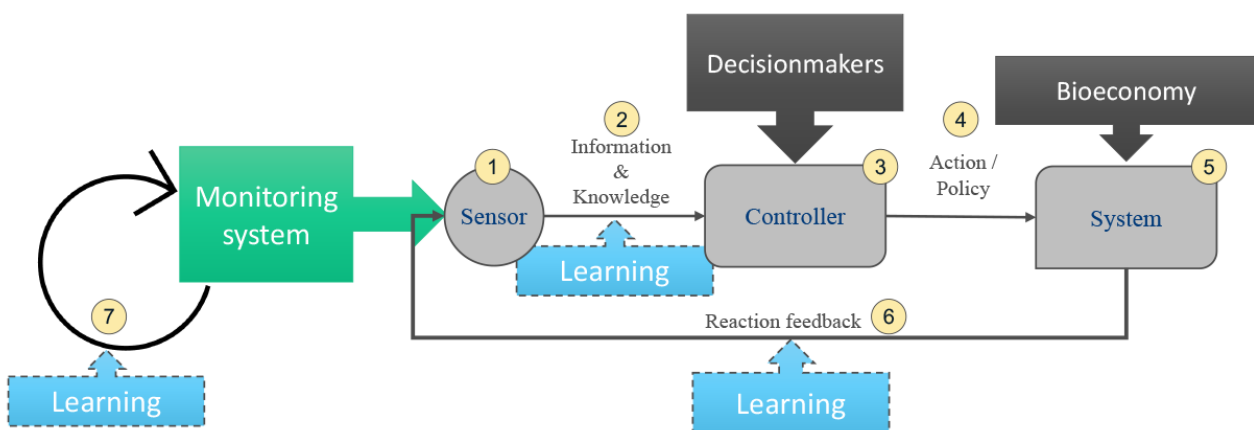 Decisionmakers
Bioeconomy
2
4
Information
&
Knowledge
1
3
5
Action /
Policy
Monitoring
system
Sensor
Controller
System
Learning
7
Reaction feedback
6
Learning
Learning